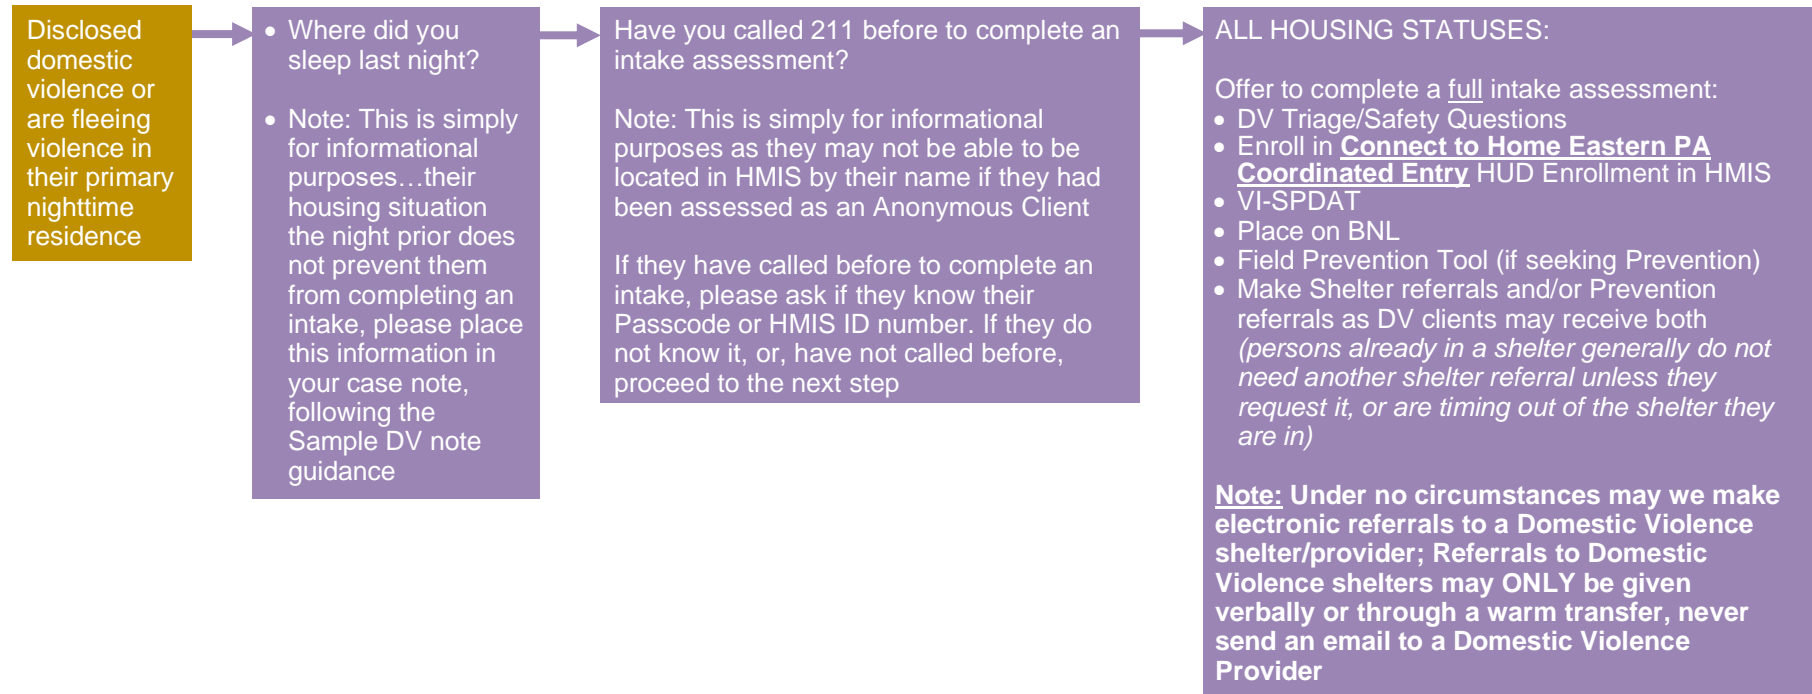 Disclosed
domestic
violence or
are fleeing
violence in
their primary
nighttime
residence
• Where did you
sleep last night?
• Note: This is simply
for informational
purposes…their
housing situation
the night prior does
not prevent them
from completing an
intake, please place
this information in
your case note,
following the
Sample DV note
guidance
Have you called 211 before to complete an
intake assessment?
Note: This is simply for informational
purposes as they may not be able to be
located in HMIS by their name if they had
been assessed as an Anonymous Client
If they have called before to complete an
intake, please ask if they know their
Passcode or HMIS ID number. If they do
not know it, or, have not called before,
proceed to the next step
ALL HOUSING STATUSES:
Offer to complete a full intake assessment:
• DV Triage/Safety Questions
• Enroll in Connect to Home Eastern PA
Coordinated Entry HUD Enrollment in HMIS
• VI-SPDAT
• Place on BNL
• Field Prevention Tool (if seeking Prevention)
• Make Shelter referrals and/or Prevention
referrals as DV clients may receive both
(persons already in a shelter generally do not
need another shelter referral unless they
request it, or are timing out of the shelter they
are in)
Note: Under no circumstances may we make
electronic referrals to a Domestic Violence
shelter/provider; Referrals to Domestic
Violence shelters may ONLY be given
verbally or through a warm transfer, never
send an email to a Domestic Violence
Provider